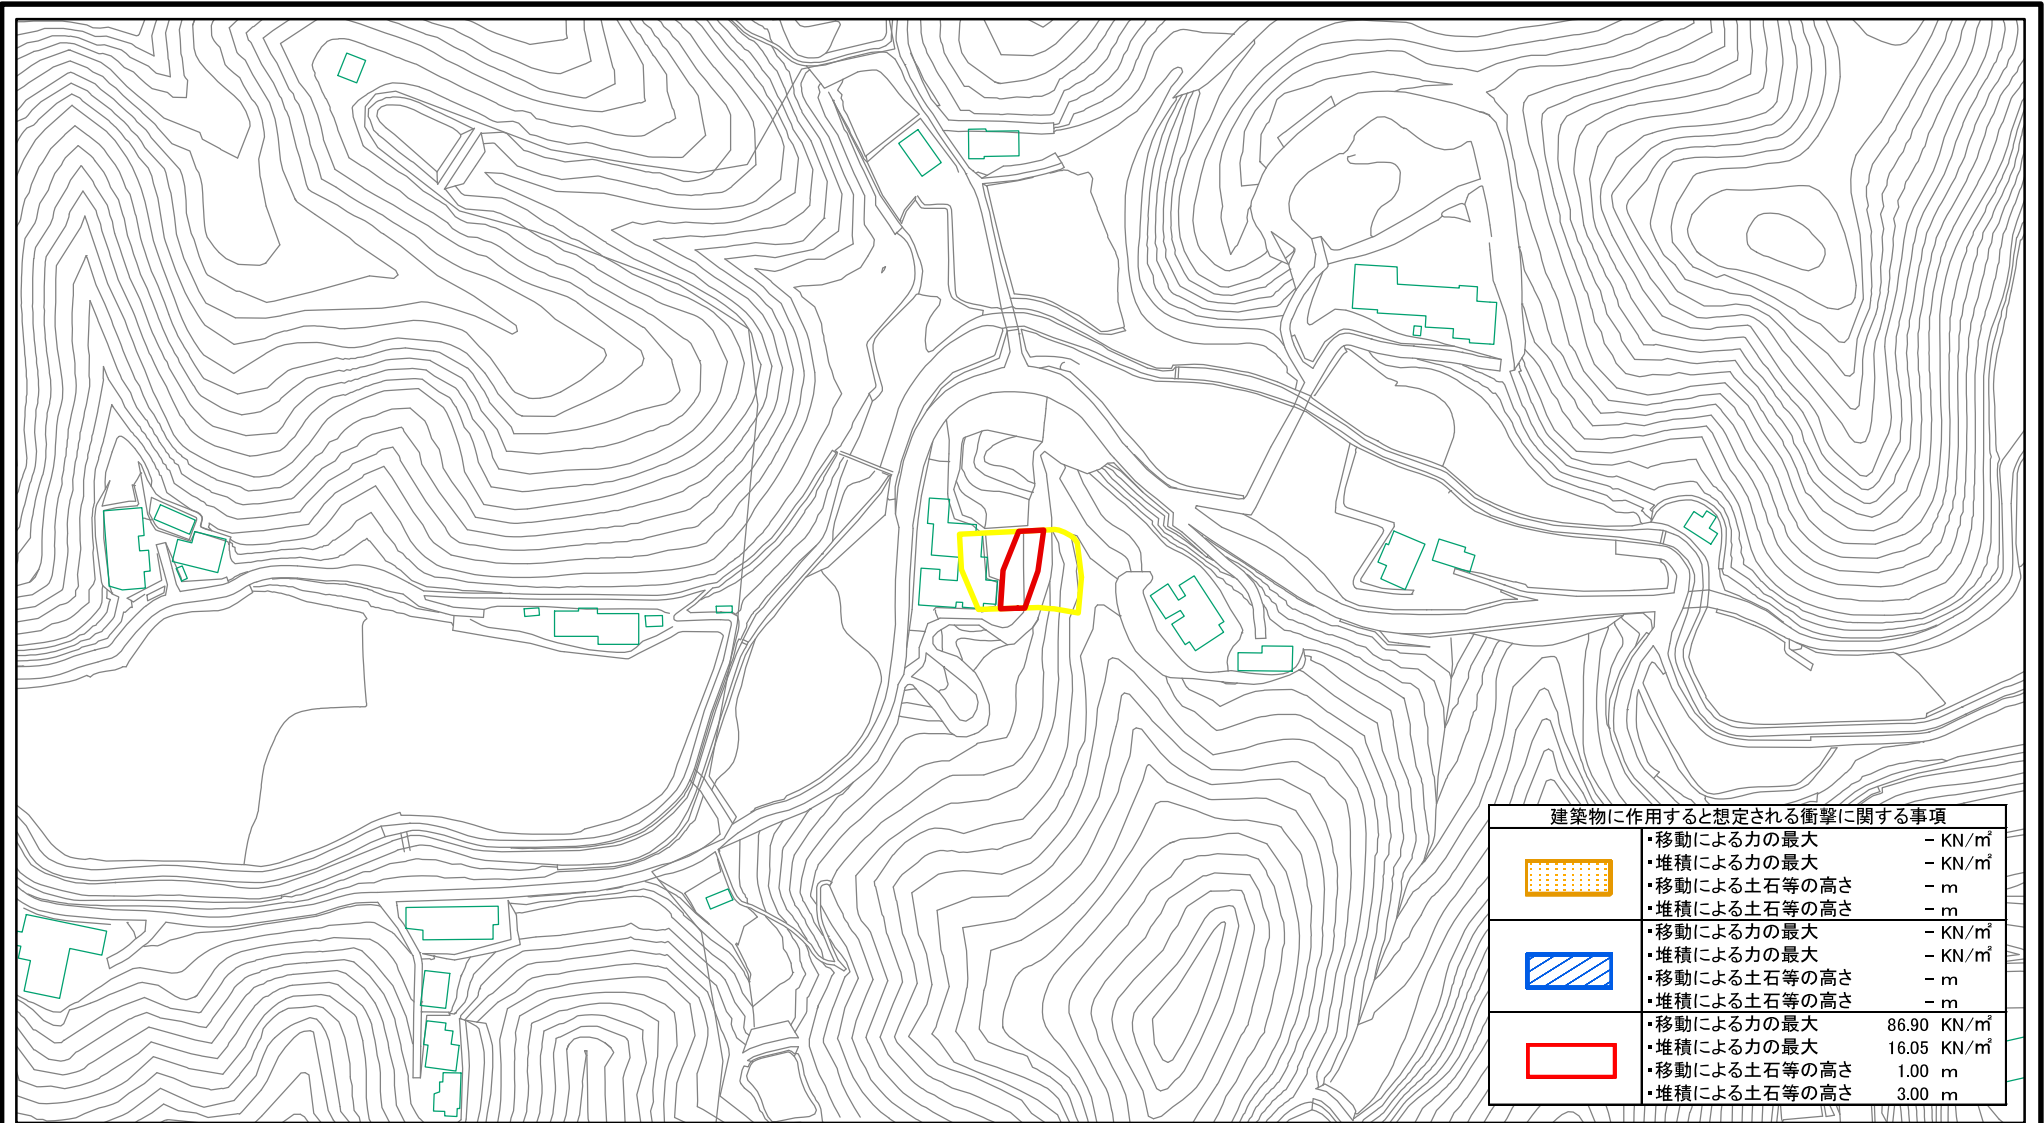 建築物に作用すると想定される衝撃に関する事項
・移動による力の最大 － KN/㎡
・堆積による力の最大 － KN/㎡
・移動による土石等の高さ － m
・堆積による土石等の高さ － m
・移動による力の最大 － KN/㎡
・堆積による力の最大 － KN/㎡
・移動による土石等の高さ － m
・堆積による土石等の高さ － m
・移動による力の最大 86.90 KN/㎡
・堆積による力の最大 16.05 KN/㎡
・移動による土石等の高さ 1.00 m
・堆積による土石等の高さ 3.00 m